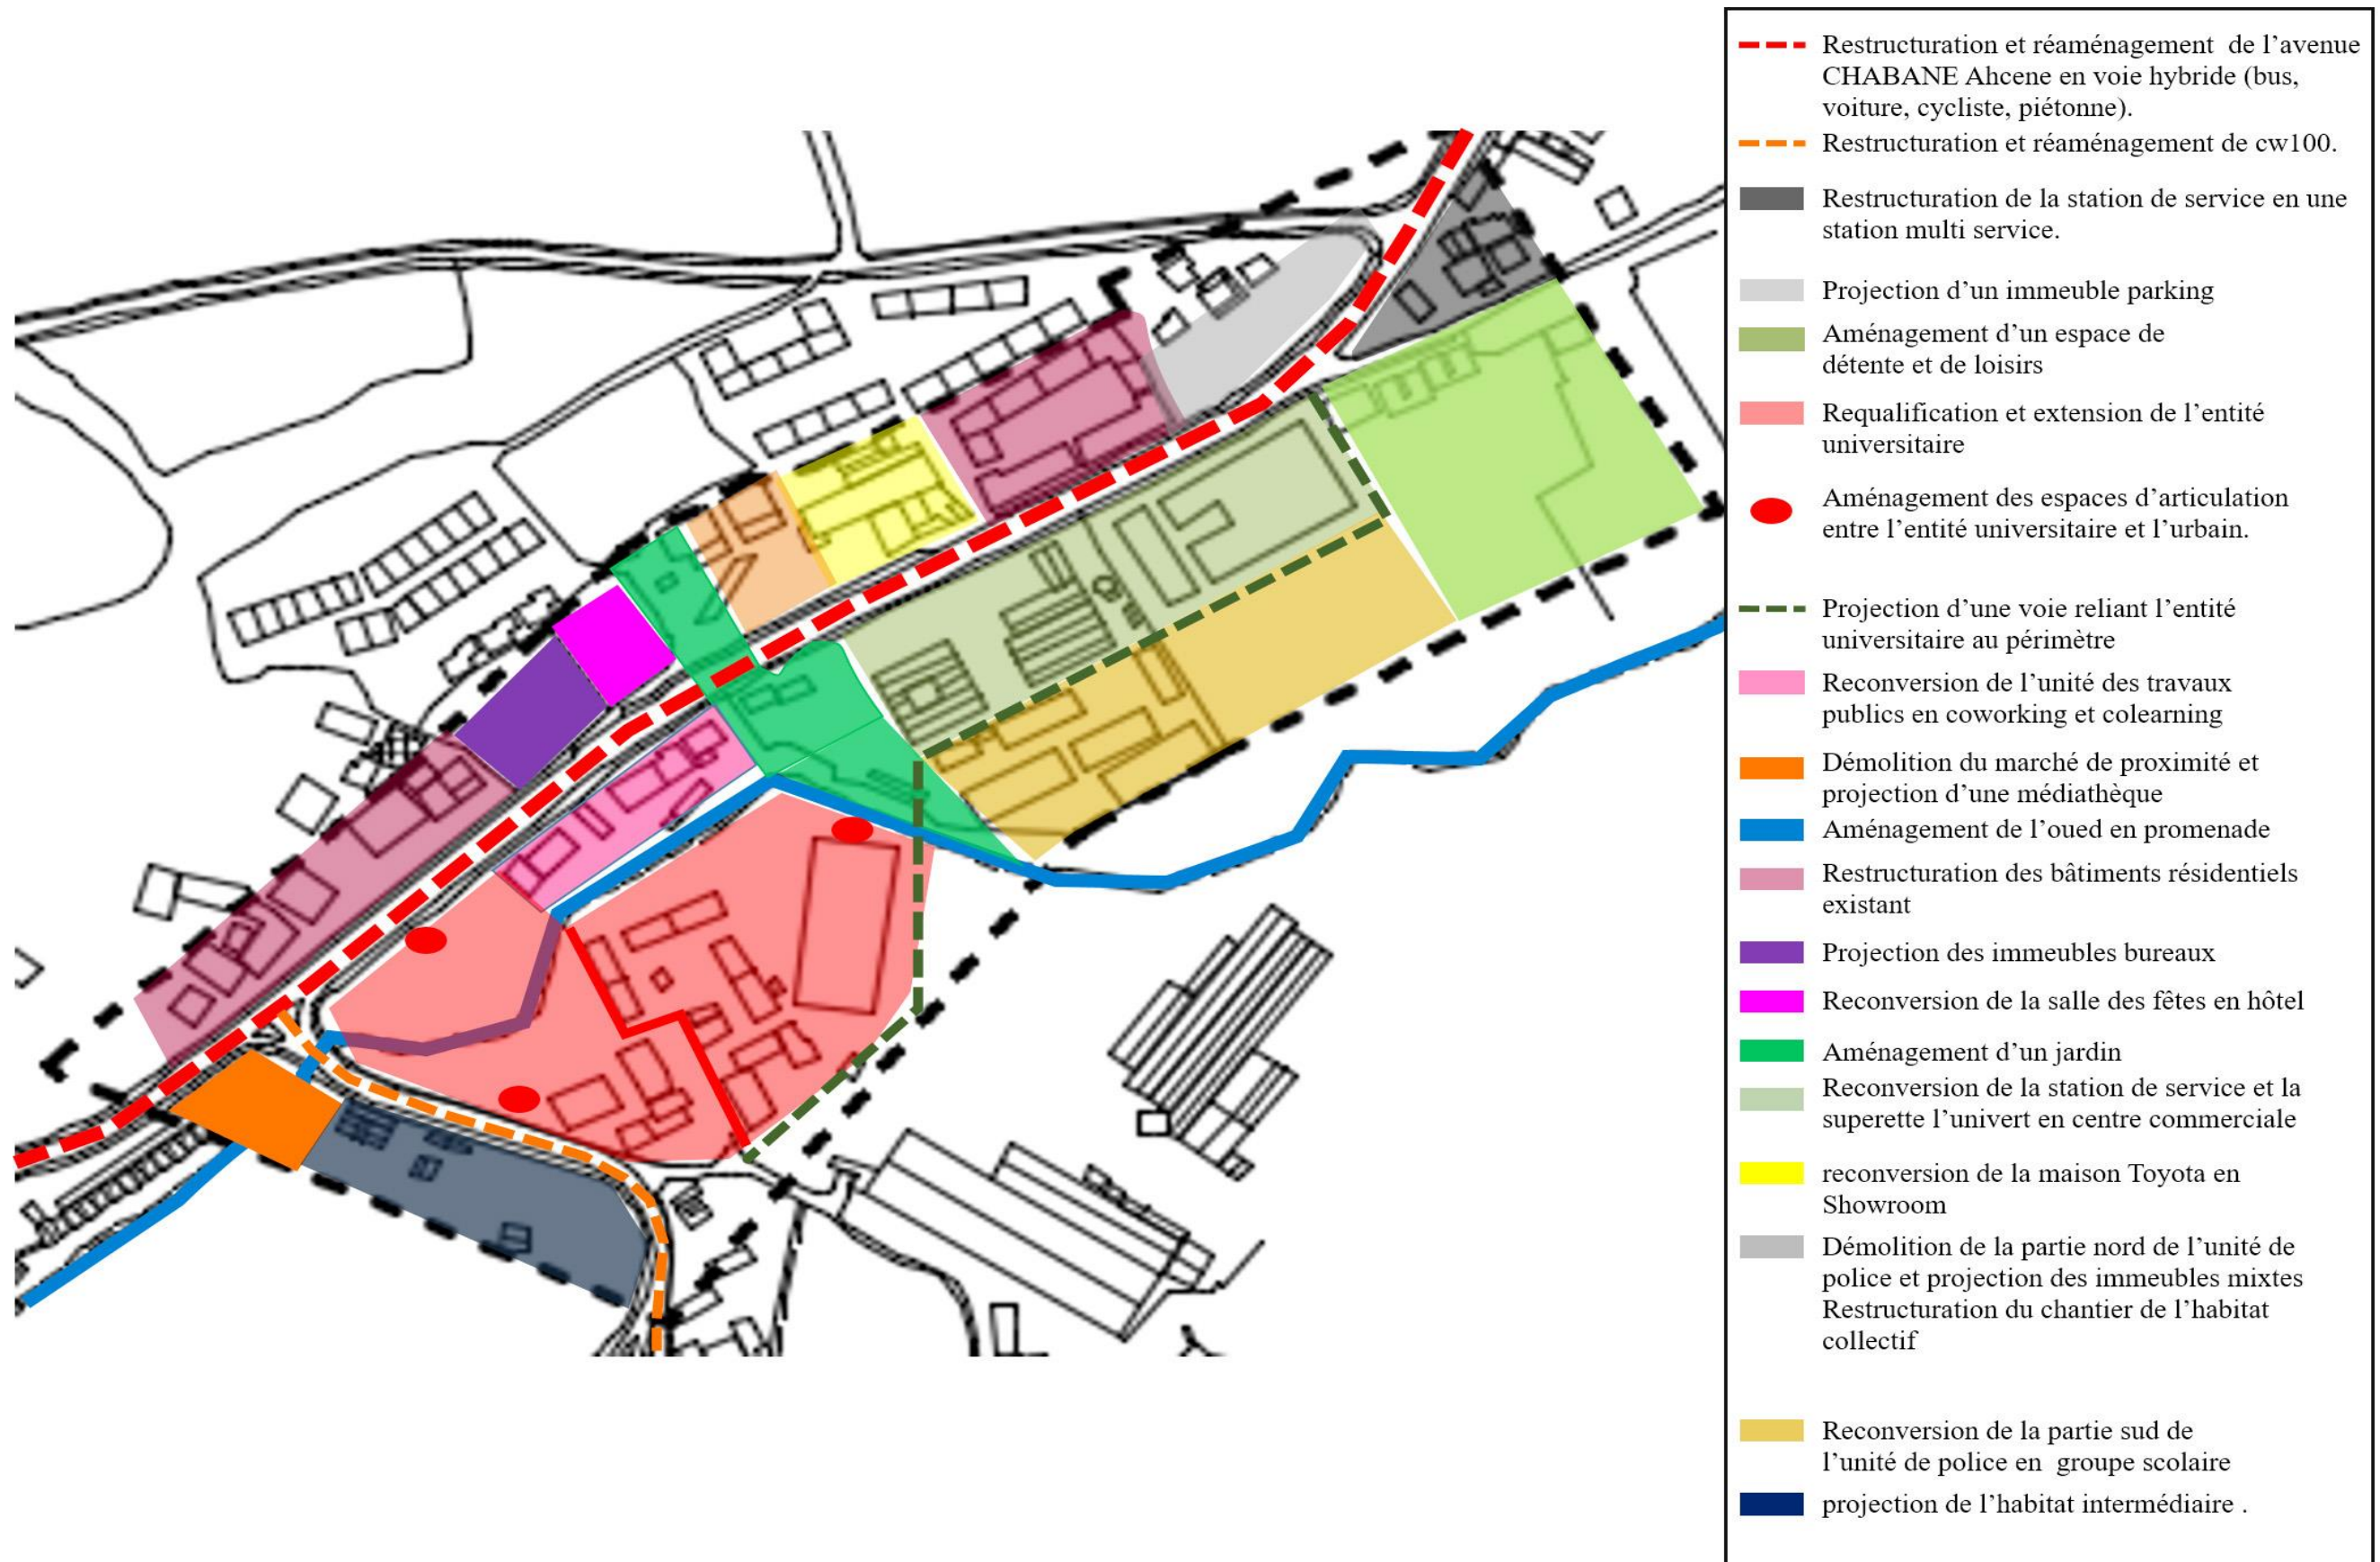 Restructuration et réaménagement de l’avenue
CHABANE Ahcene en voie hybride (bus,
voiture, cycliste, piétonne).
Restructuration et réaménagement de cw100.
Restructuration de la station de service en une
station multi service.
Projection d’un immeuble parking
Aménagement d’un espace de
détente et de loisirs
Requalification et extension de l’entité
universitaire
Aménagement des espaces d’articulation
entre l’entité universitaire et l’urbain.
Projection d’une voie reliant l’entité
universitaire au périmètre
Reconversion de l’unité des travaux
publics en coworking et colearning
Démolition du marché de proximité et
projection d’une médiathèque
Aménagement de l’oued en promenade
Restructuration des bâtiments résidentiels
existant
Projection des immeubles bureaux
Reconversion de la salle des fêtes en hôtel
Aménagement d’un jardin
Reconversion de la station de service et la
superette l’univert en centre commerciale
reconversion de la maison Toyota en
Showroom
Démolition de la partie nord de l’unité de
police et projection des immeubles mixtes
Restructuration du chantier de l’habitat
collectif
Reconversion de la partie sud de
l’unité de police en groupe scolaire
projection de l’habitat intermédiaire .